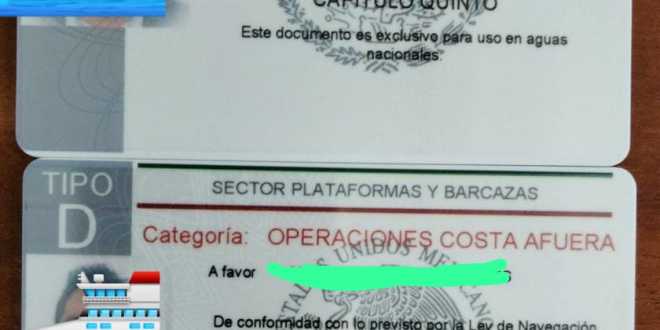 CAPITULO QUINTO
Este documento es exclusivo para uso en aguas
nacionales.
TIPO
D
SECTOR PLATAFORMAS Y BARCAZAS
Categoría: OPERACIONES COSTA AFUERA
A favor
De conformidad con lo previsto por la Ley de Navegación